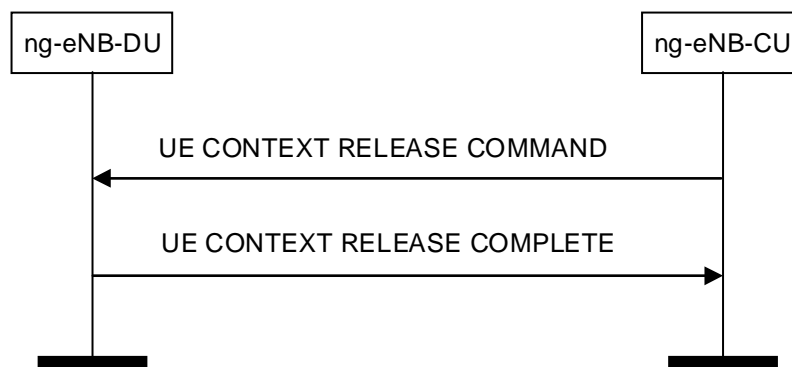 ng-eNB-DU
ng-eNB-CU
UE CONTEXT RELEASE COMMAND
UE CONTEXT RELEASE COMPLETE